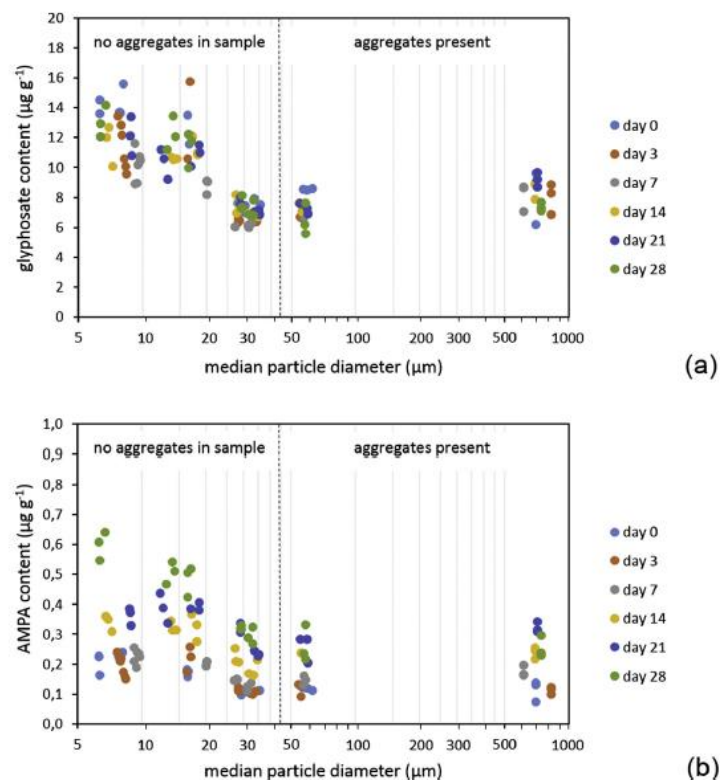 20
18
16
14
12
10
8
6
4
2
0
glyphosate content (µg g⁻¹)
no aggregates in sample
aggregates present
5
10
20
30
50
100
200
300
500
1000
median particle diameter (µm)
day 0
day 3
day 7
day 14
day 21
day 28
(a)
1,0
0,9
0,8
0,7
0,6
0,5
0,4
0,3
0,2
0,1
0,0
AMPA content (µg g⁻¹)
no aggregates in sample
aggregates present
5
10
20
30
50
100
200
300
500
1000
median particle diameter (µm)
day 0
day 3
day 7
day 14
day 21
day 28
(b)